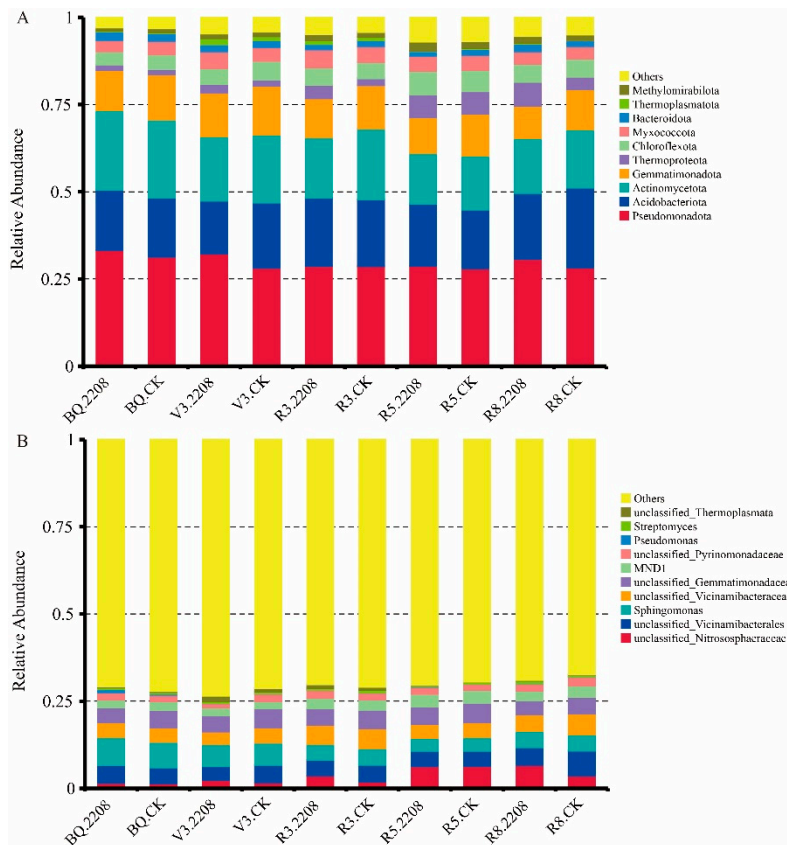 A
Relative Abundance
1
0.75
0.5
0.25
0
BQ.2208
BQ.CK
V3.2208
V3.CK
R3.2208
R3.CK
R5.2208
R5.CK
R8.2208
R8.CK
Others
Methylomirabilota
Thermoplasmatota
Bacteroidota
Myxococcota
Chloroflexota
Thermoproteota
Gemmatimonadota
Actinomycetota
Acidobacteriota
Pseudomonadota
B
Relative Abundance
1
0.75
0.5
0.25
0
BQ.2208
BQ.CK
V3.2208
V3.CK
R3.2208
R3.CK
R5.2208
R5.CK
R8.2208
R8.CK
Others
unclassified_Thermoplasmata
Streptomyces
Pseudomonas
unclassified_Pyrinomonadaceae
MND1
unclassified_Gemmatimonadacea
unclassified_Vicinamibacteracea
Sphingomonas
unclassified_Vicinamibacterales
unclassified_Nitrososphaeraceae